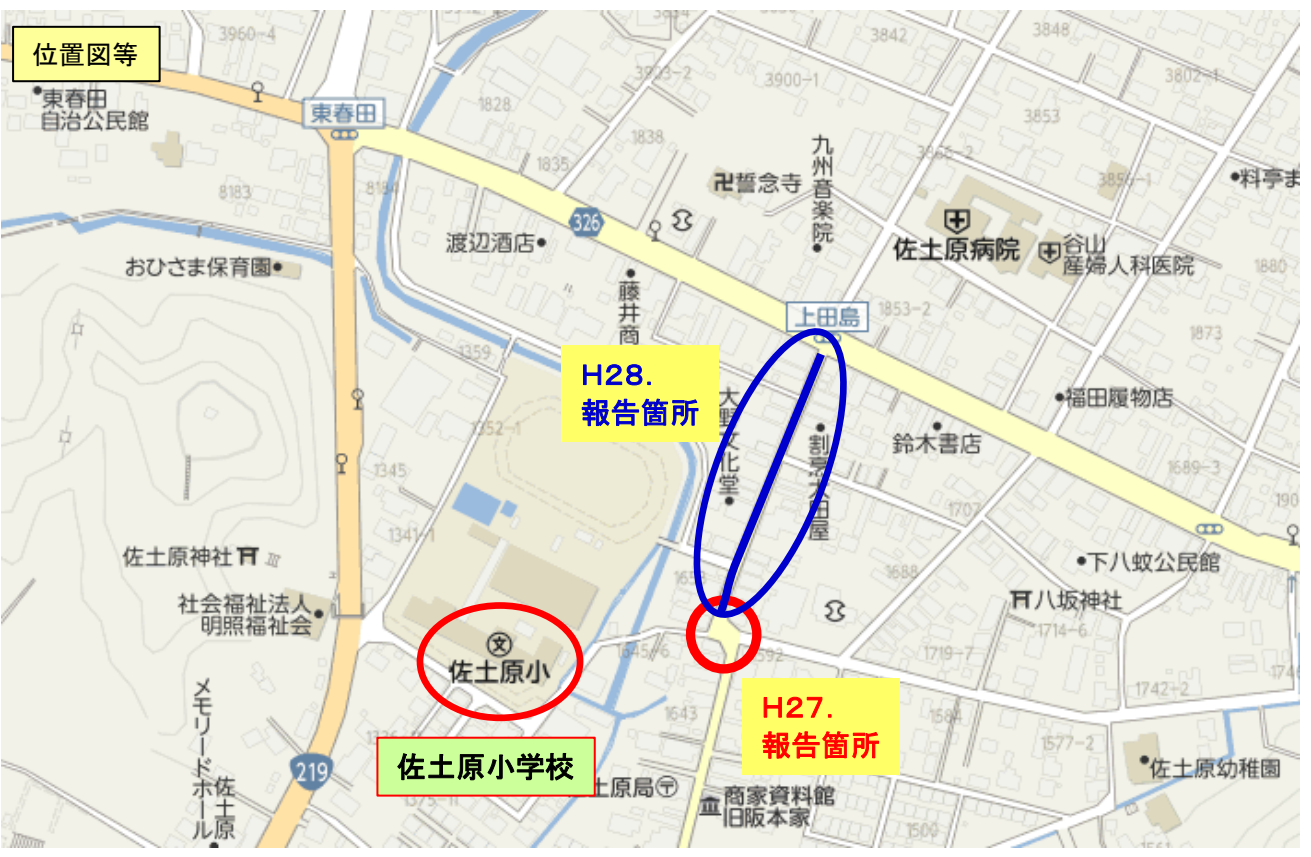 位置図等
3960-4
東春田
自治公民館
東春田
8183
8184
1828
1838
1835
3903-2
3900-1
3842
3848
3802-1
3853
3966-2
3856-1
九州音楽院
卍誓念寺
326
渡辺酒店
おひさま保育園
藤井商
佐土原病院
谷山
産婦人科医院
料亭ま
1880
上田島
1853-2
1873
1359
H28.
報告箇所
大野文化堂
割烹大田屋
鈴木書店
福田履物店
1352-1
1345
1341-1
1689-3
1707
190
佐土原神社
社会福祉法人
明照福祉会
1688
下八蚊公民館
八坂神社
1714-6
文
佐土原小
1645-6
1592
1719-7
1742-2
メモリードホール
佐土原
219
佐土原小学校
1375-11
1643
H27.
報告箇所
1584
1577-2
佐土原幼稚園
土原局〒
商家資料館
旧阪本家
1500
1561